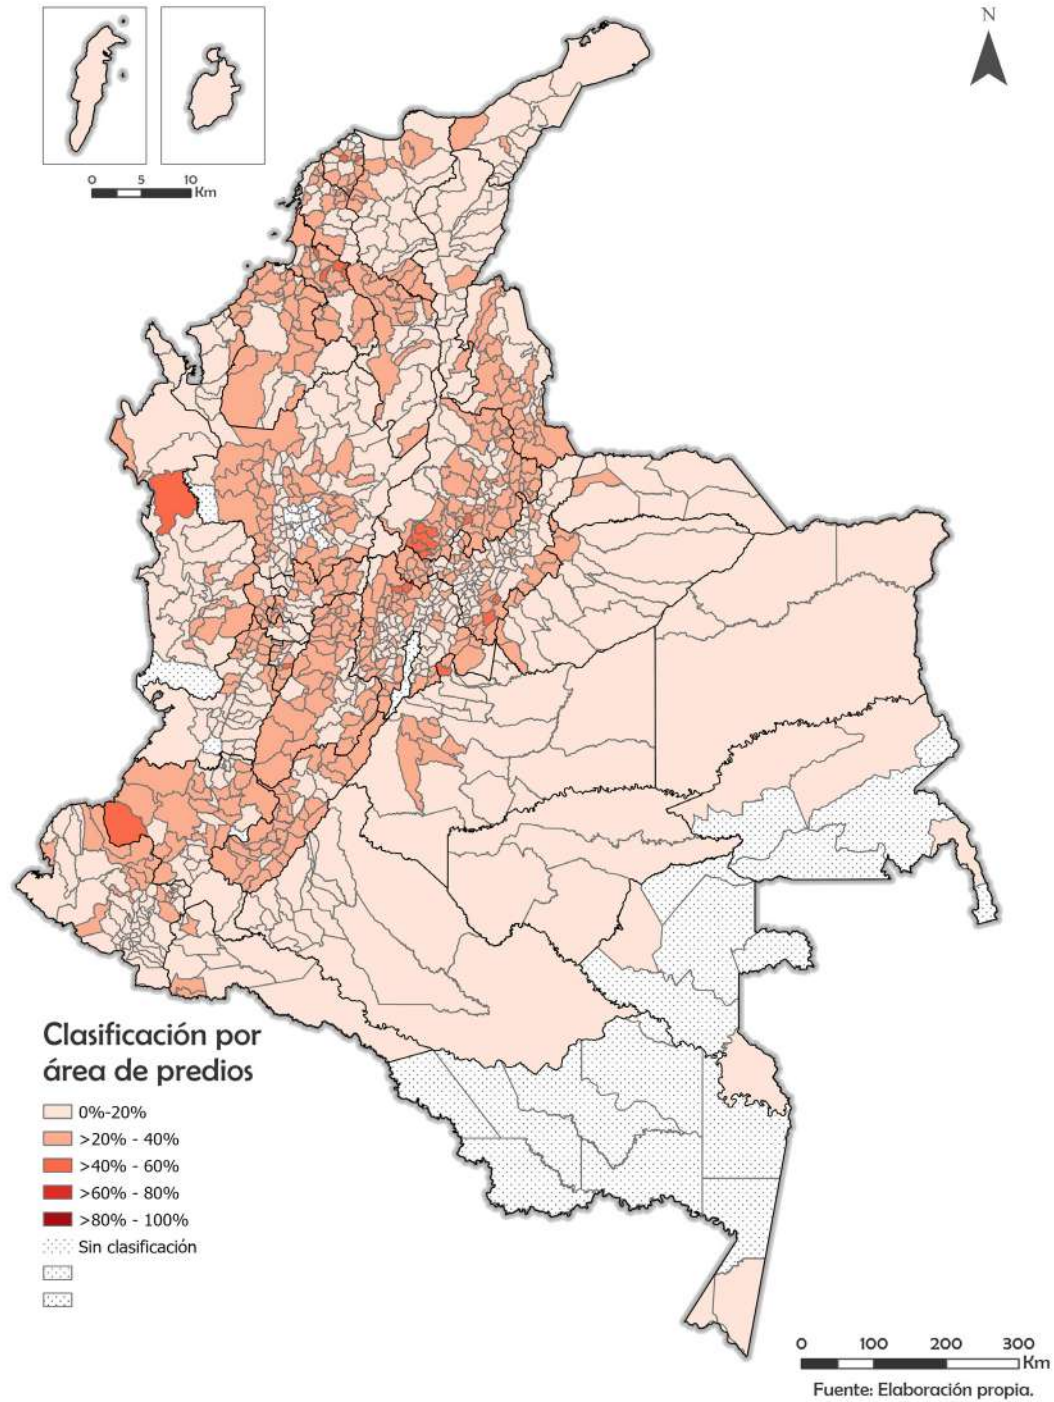 N
0 5 10
Km
Clasificación por
área de predios
0%-20%
>20% - 40%
>40% - 60%
>60% - 80%
>80% - 100%
Sin clasificación
0 100 200 300
Km
Fuente: Elaboración propia.